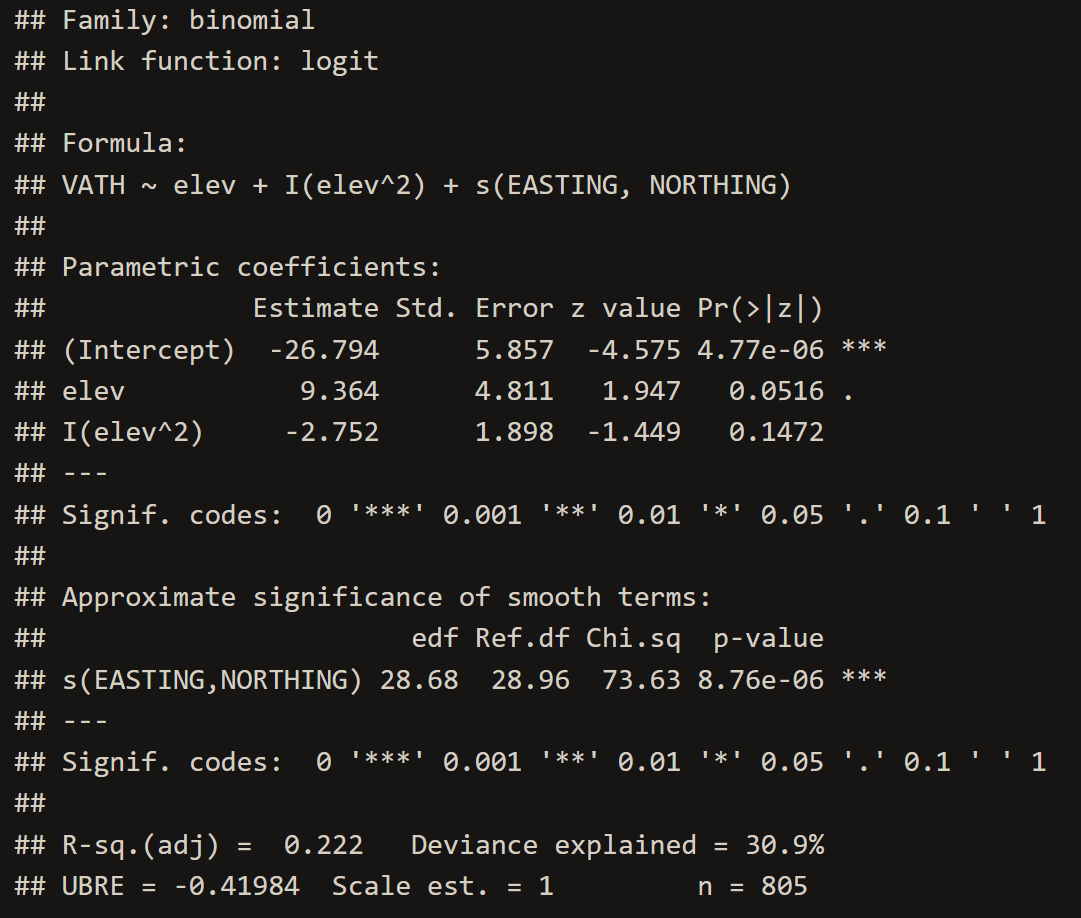 ## Family: binomial
## Link function: logit
##
## Formula:
## VATH ~ elev + I(elev^2) + s(EASTING, NORTHING)
##
## Parametric coefficients:
##             Estimate Std. Error z value Pr(>|z|)
## (Intercept)  -26.794      5.857  -4.575 4.77e-06 ***
## elev           9.364      4.811   1.947   0.0516 .
## I(elev^2)     -2.752      1.898  -1.449   0.1472
## ---
## Signif. codes:  0 '***' 0.001 '**' 0.01 '*' 0.05 '.' 0.1 ' ' 1
##
## Approximate significance of smooth terms:
##                       edf Ref.df Chi.sq  p-value
## s(EASTING,NORTHING) 28.68  28.96  73.63 8.76e-06 ***
## ---
## Signif. codes:  0 '***' 0.001 '**' 0.01 '*' 0.05 '.' 0.1 ' ' 1
##
## R-sq.(adj) =  0.222   Deviance explained = 30.9%
## UBRE = -0.41984  Scale est. = 1         n = 805